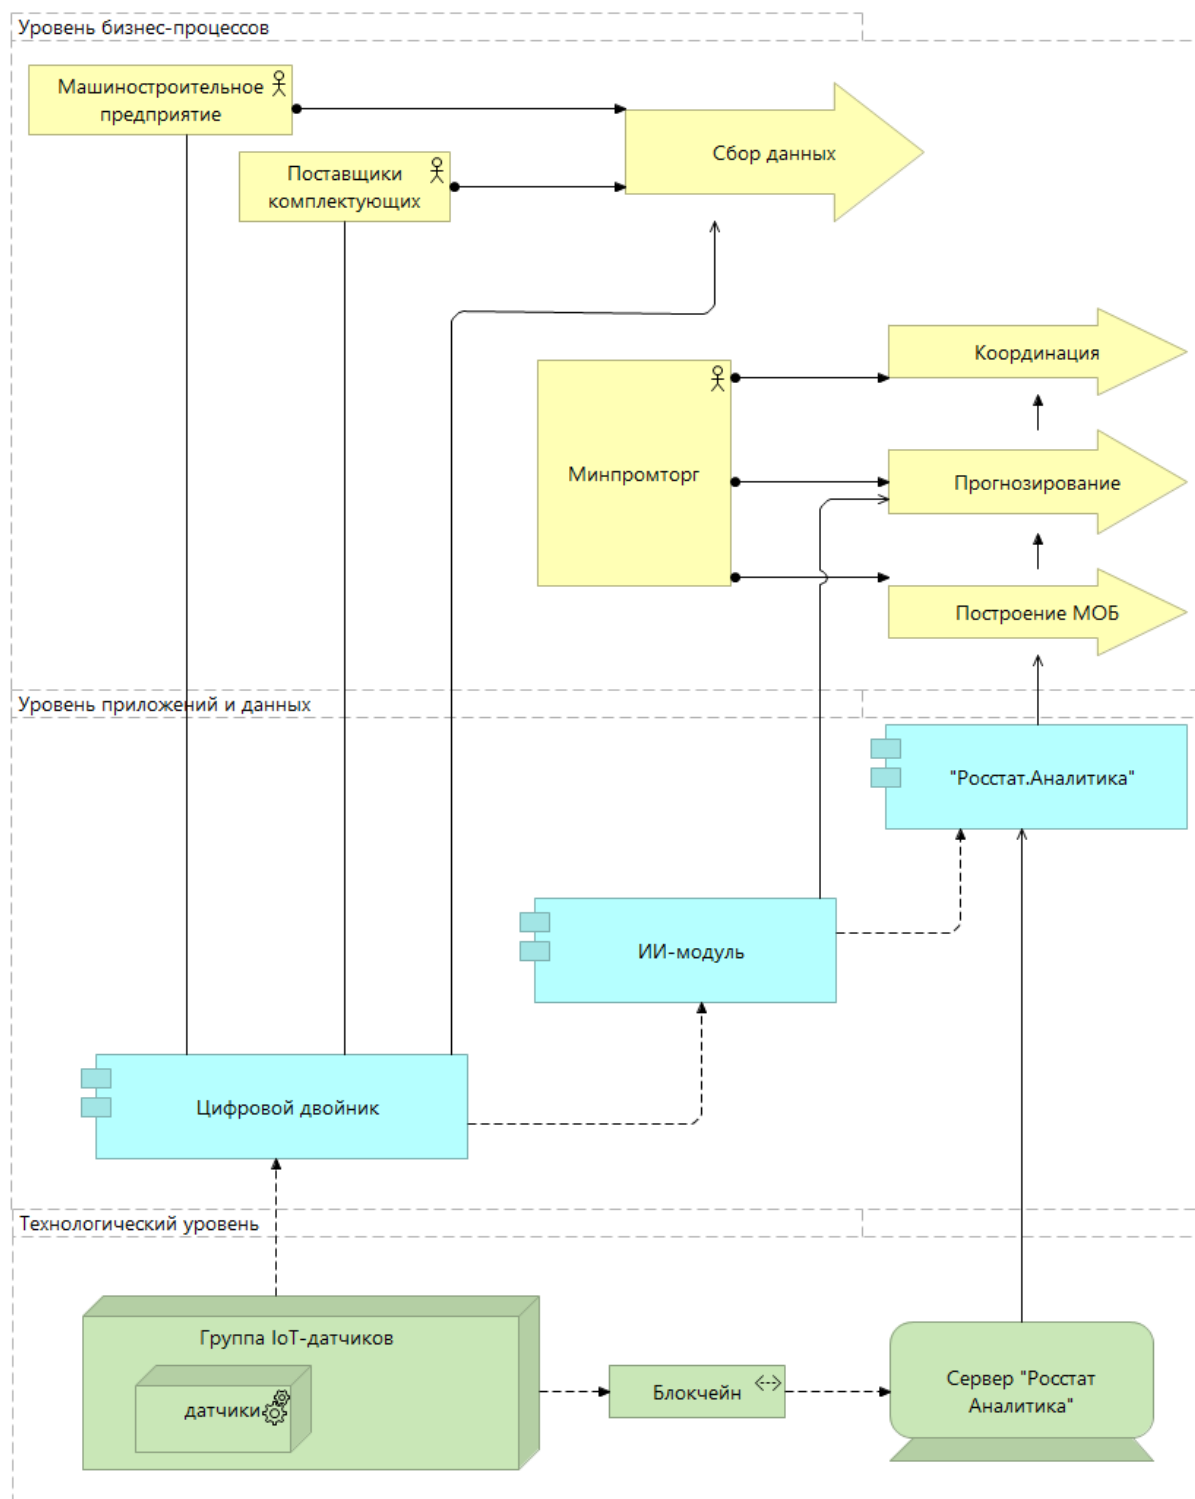 Уровень бизнес-процессов
Машиностроительное
предприятие
Сбор данных
Поставщики
комплектующих
Координация
Минпромторг
Прогнозирование
Построение МОБ
Уровень приложений и данных
"Росстат.Аналитика"
ИИ-модуль
Цифровой двойник
Технологический уровень
Группа IoT-датчиков
датчики
Блокчейн
Сервер "Росстат
Аналитика"